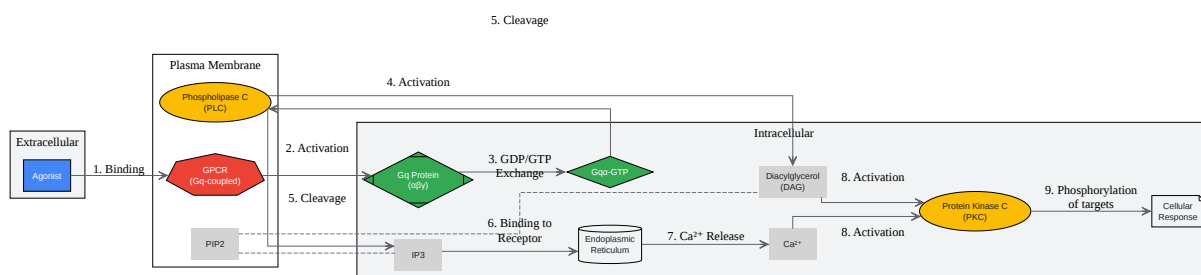 5. Cleavage
Plasma Membrane
4. Activation
Phospholipase C
(PLC)
Extracellular
Intracellular
Agonist
1. Binding
GPCR
(Gq-coupled)
2. Activation
Gq Protein
(αβγ)
3. GDP/GTP
Exchange
Gqα-GTP
Diacylglycerol
(DAG)
8. Activation
5. Cleavage
Protein Kinase C
(PKC)
9. Phosphorylation
of targets
Cellular
Response
PIP2
IP3
6. Binding to
Receptor
Endoplasmic
Reticulum
7. Ca²⁺ Release
Ca²⁺
8. Activation